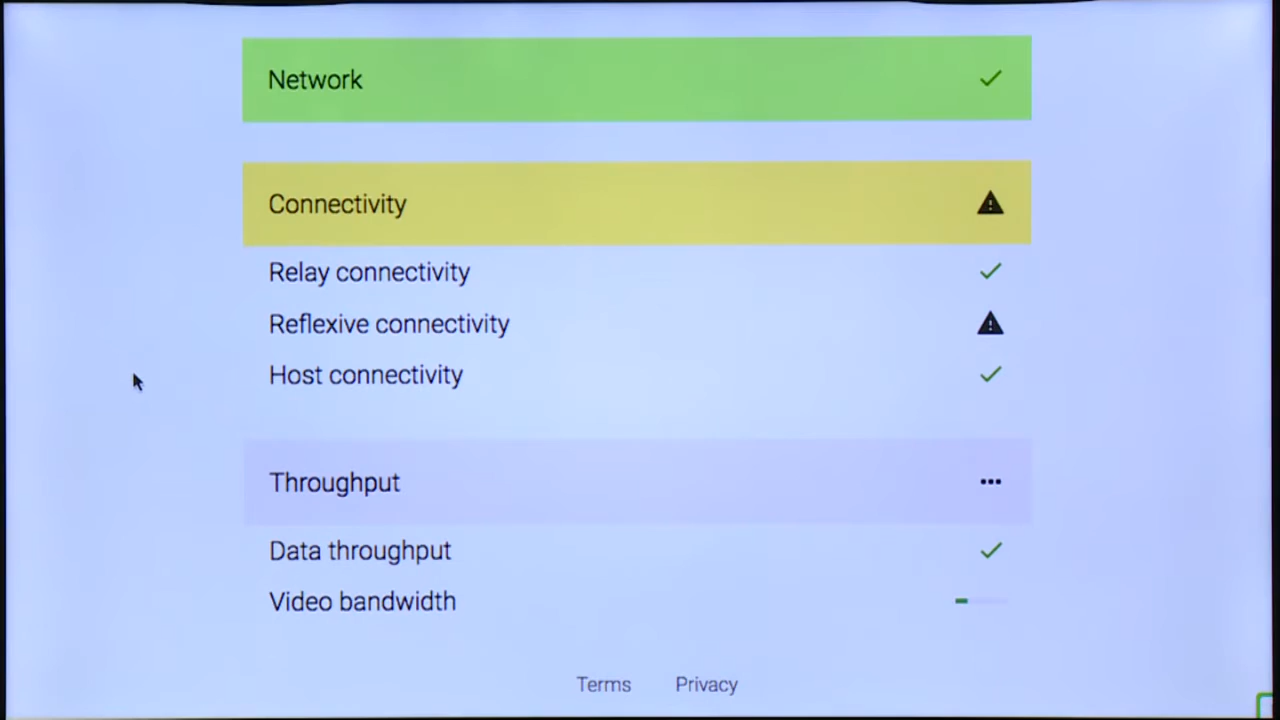 Network
Connectivity
Relay connectivity
Reflexive connectivity
Host connectivity
Throughput
Data throughput
Video bandwidth
Terms Privacy